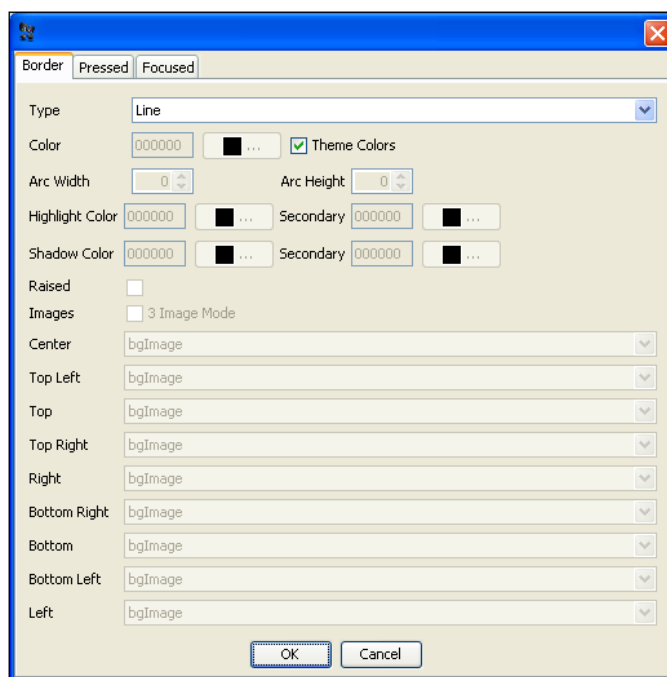 Border Pressed Focused
Type Line
Color 000000 ... Theme Colors
Arc Width 0 Arc Height 0
Highlight Color 000000 ... Secondary 000000 ...
Shadow Color 000000 ... Secondary 000000 ...
Raised
Images 3 Image Mode
Center bgImage
Top Left bgImage
Top bgImage
Top Right bgImage
Right bgImage
Bottom Right bgImage
Bottom bgImage
Bottom Left bgImage
Left bgImage
OK Cancel